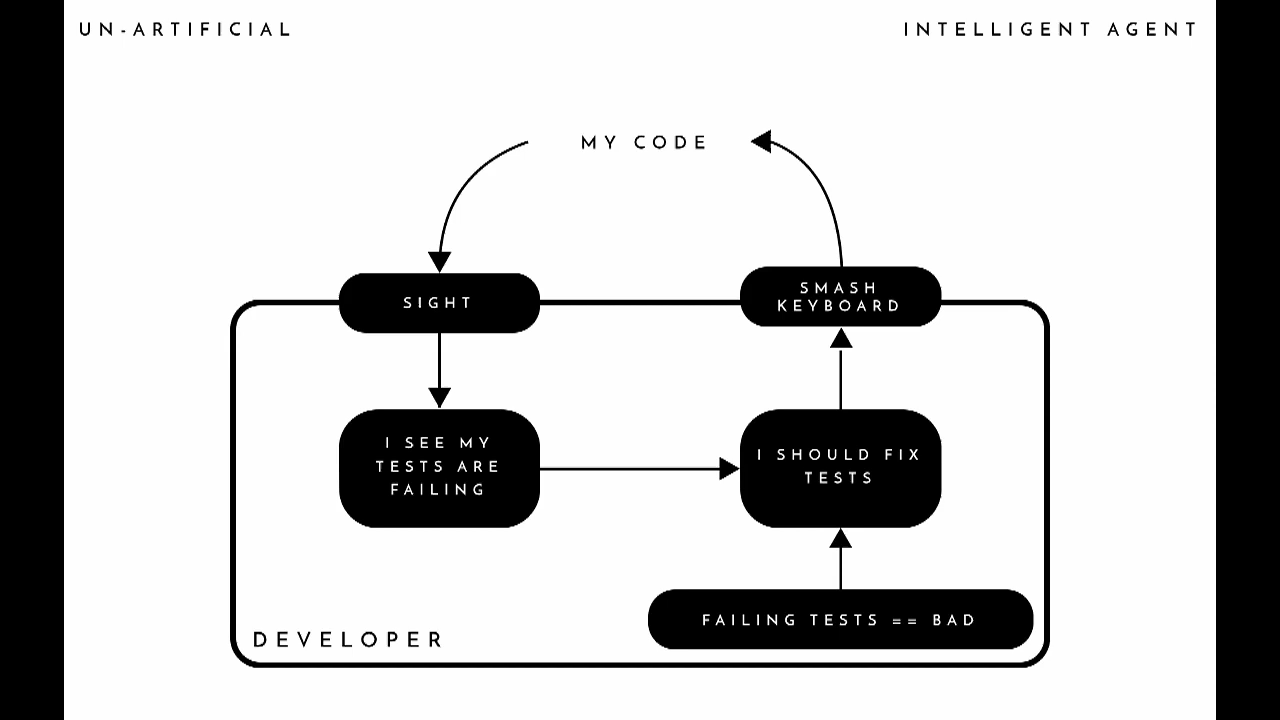 UN-ARTIFICIAL
INTELLIGENT AGENT
MY CODE
SIGHT
SMASH
KEYBOARD
I SEE MY
TESTS ARE
FAILING
I SHOULD FIX
TESTS
FAILING TESTS == BAD
DEVELOPER